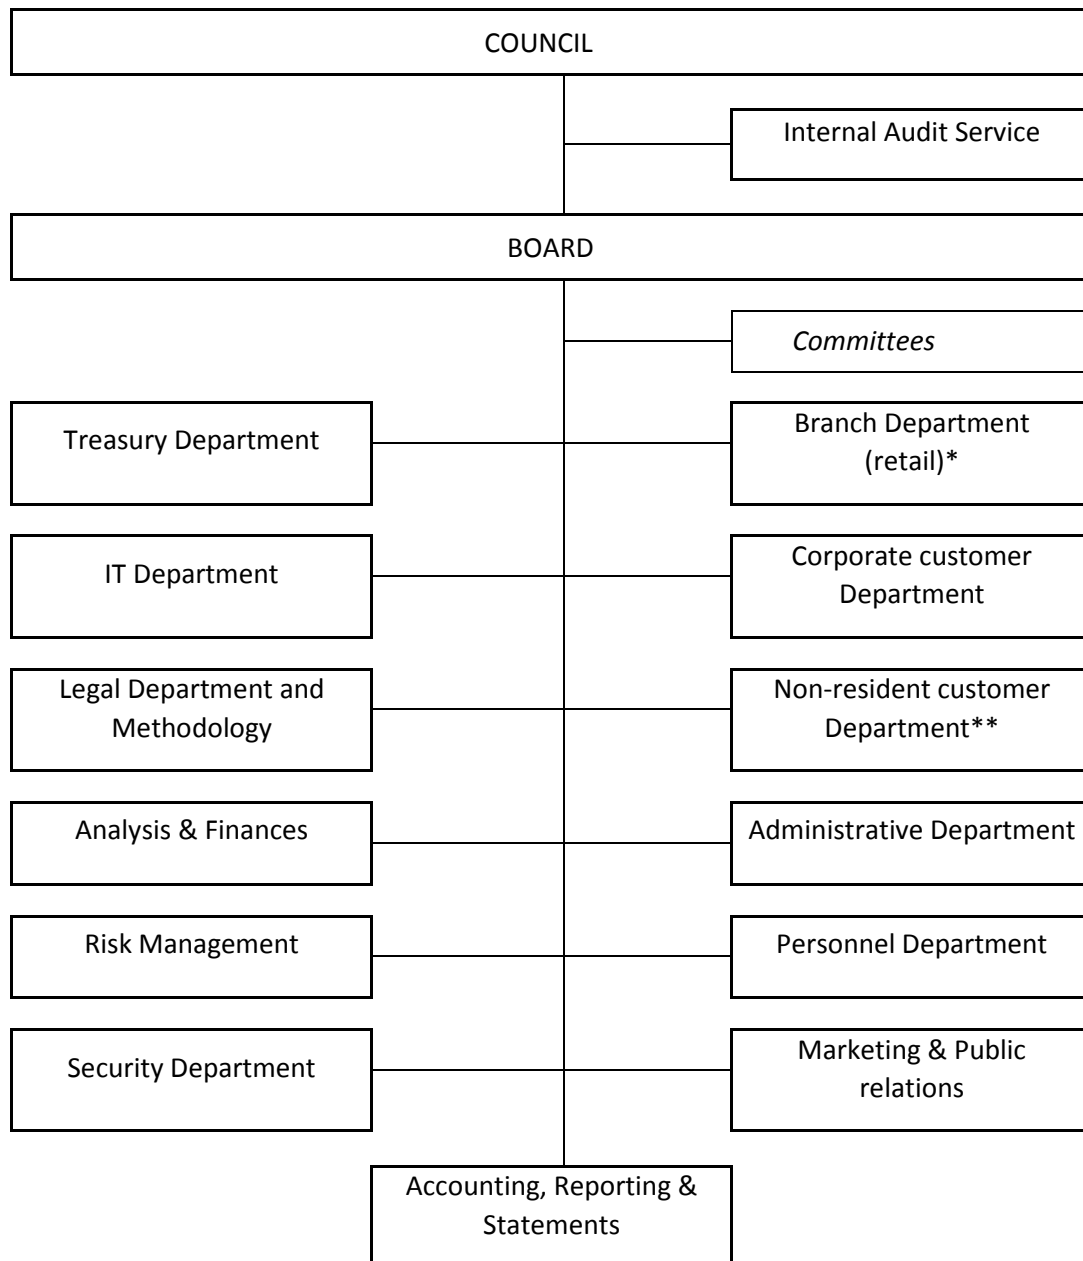 COUNCIL
Internal Audit Service
BOARD
Committees
Treasury Department
Branch Department
(retail)*
IT Department
Corporate customer
Department
Legal Department and
Methodology
Non-resident customer
Department**
Analysis & Finances
Administrative Department
Risk Management
Personnel Department
Security Department
Marketing & Public
relations
Accounting, Reporting &
Statements